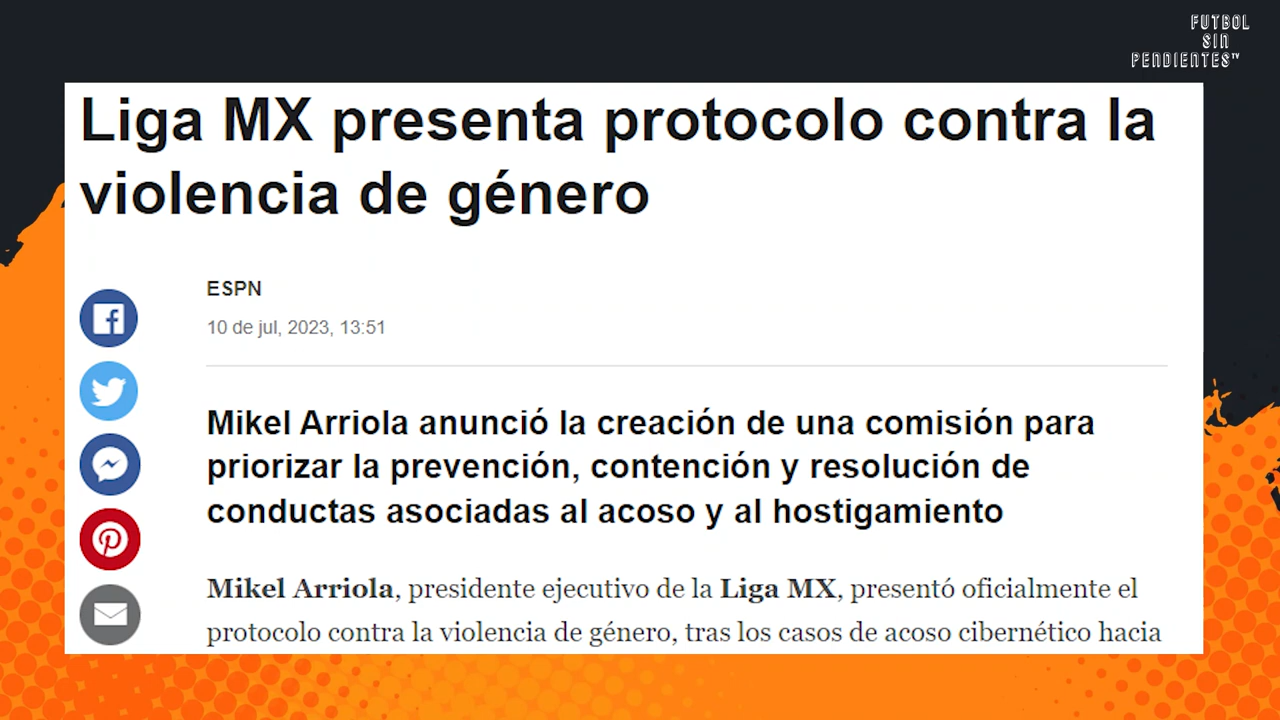 FUTBOL
SIN
PENDIENTES TV
Liga MX presenta protocolo contra la
violencia de género
ESPN
10 de jul, 2023, 13:51
Mikel Arriola anunció la creación de una comisión para
priorizar la prevención, contención y resolución de
conductas asociadas al acoso y al hostigamiento
Mikel Arriola, presidente ejecutivo de la Liga MX, presentó oficialmente el
protocolo contra la violencia de género, tras los casos de acoso cibernético hacia